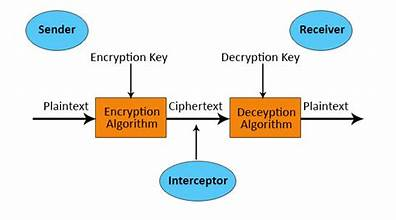 Sender
Receiver
Encryption Key
Decryption Key
Plaintext
Encryption
Algorithm
Ciphertext
Deceyption
Algorithm
Plaintext
Interceptor